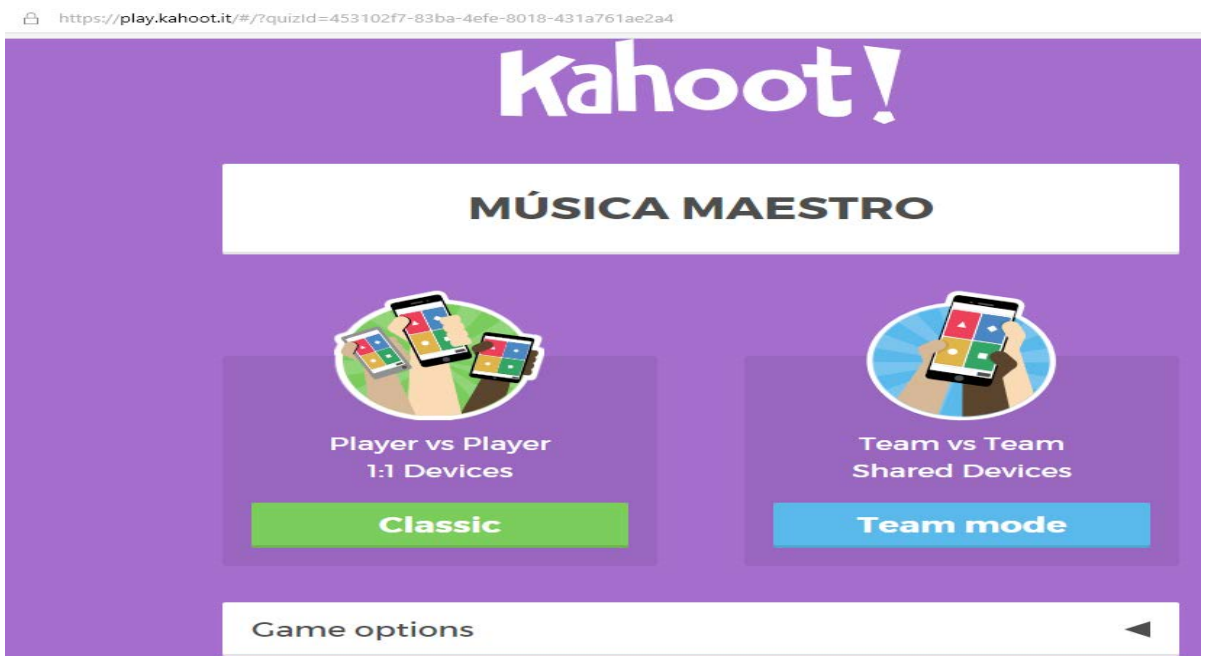 https://play.kahoot.it/#/?quizId=453102f7-83ba-4efe-8018-431a761ae2a4
Kahoot!
MÚSICA MAESTRO
Player vs Player
1:1 Devices
Classic
Team vs Team
Shared Devices
Team mode
Game options